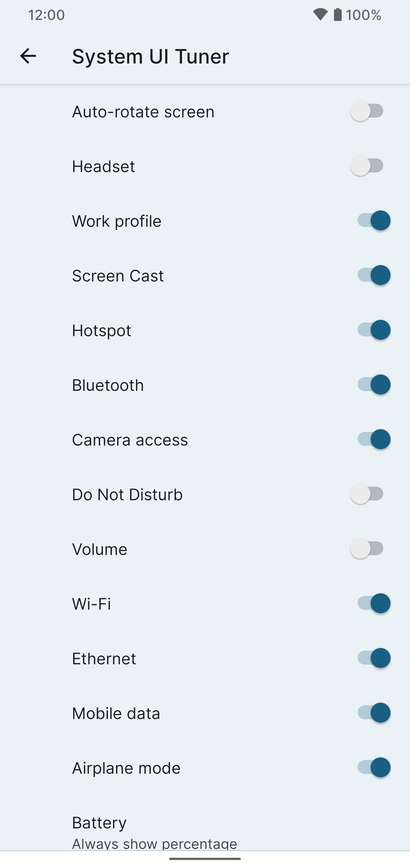 12:00
100%
System UI Tuner
Auto-rotate screen
Headset
Work profile
Screen Cast
Hotspot
Bluetooth
Camera access
Do Not Disturb
Volume
Wi-Fi
Ethernet
Mobile data
Airplane mode
Battery
Always show percentage